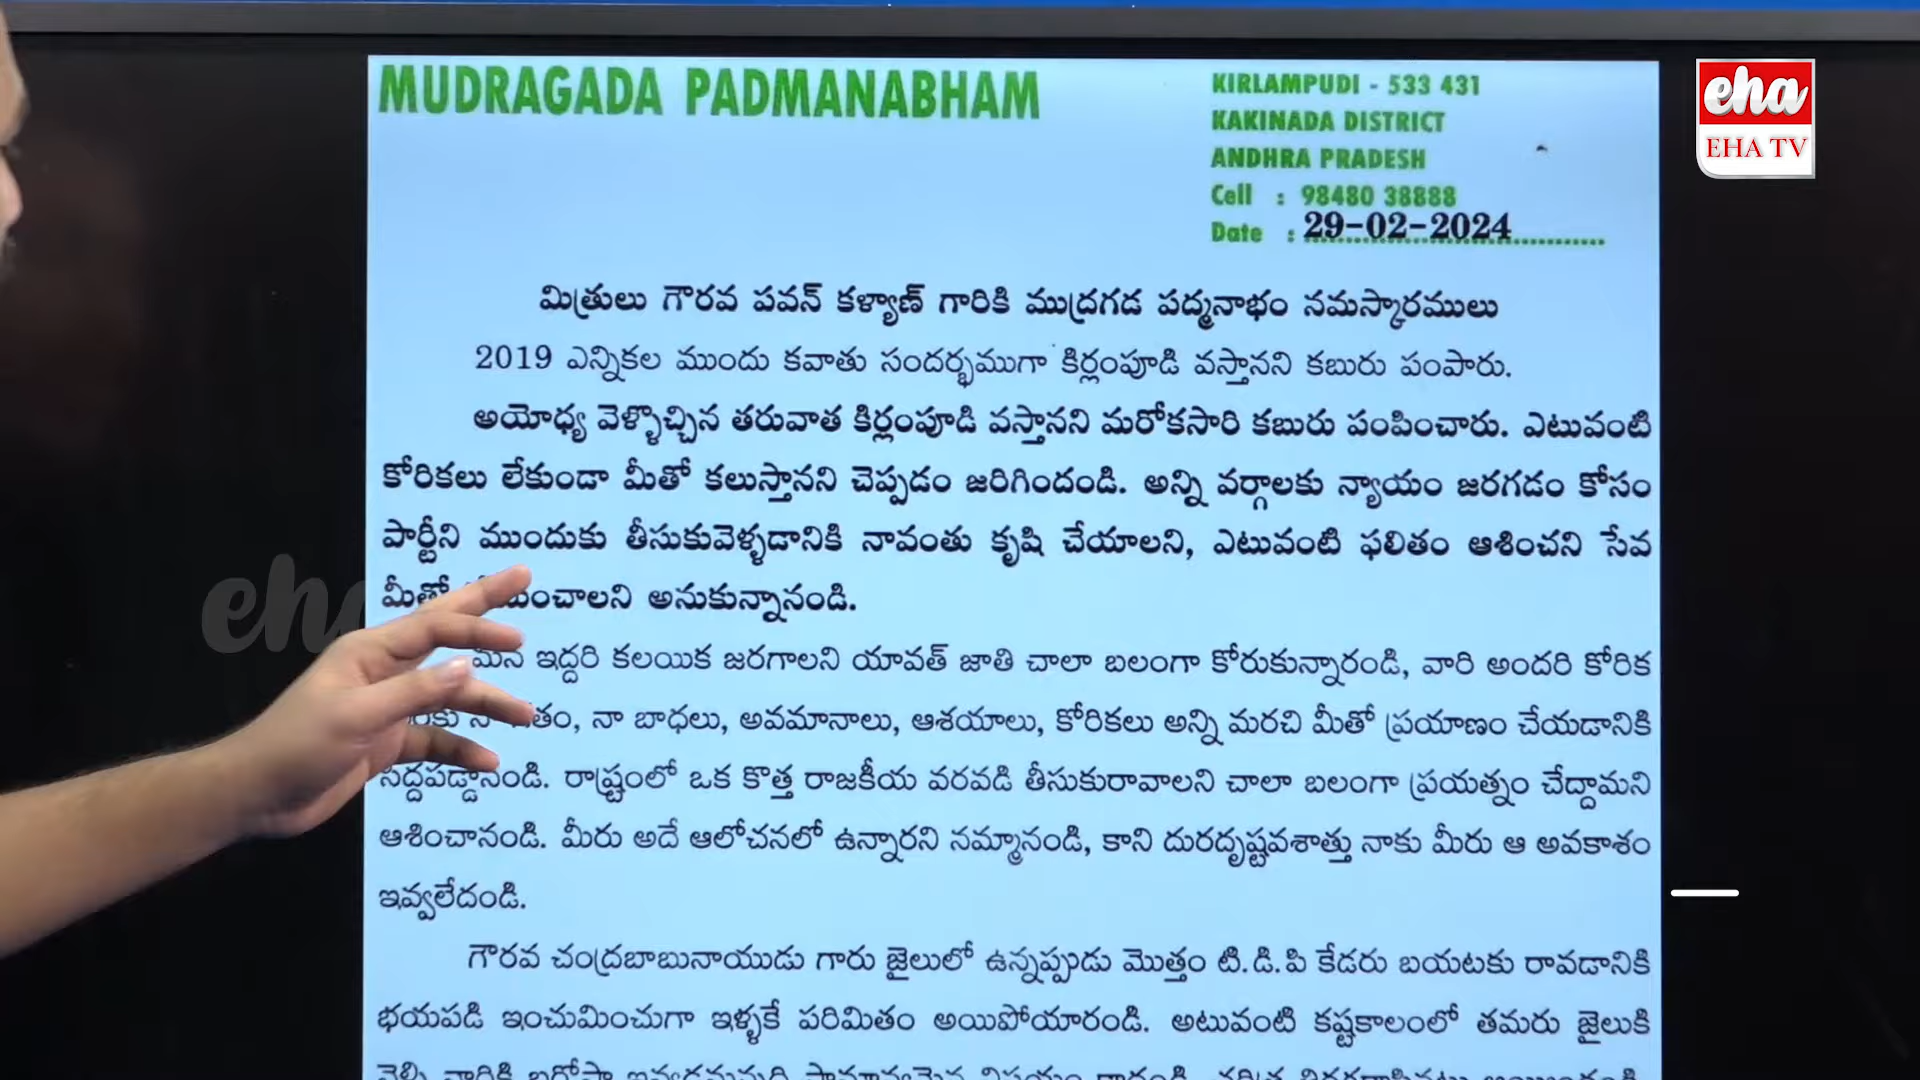 MUDRAGADA PADMANABHAM
KIRLAMPUDI - 533 431
KAKINADA DISTRICT
ANDHRA PRADESH
Cell : 98480 38888
Date : 29-02-2024
eha
EHA TV
మిత్రులు గౌరవ పవన్ కళ్యాణ్ గారికి ముద్రగడ పద్మనాభం నమస్కారములు
2019 ఎన్నికల ముందు కవాతు సందర్భముగా కిర్లంపూడి వస్తానని కబురు పంపారు.
అయోధ్య వెళ్ళొచ్చిన తరువాత కిర్లంపూడి వస్తానని మరోకసారి కబురు పంపించారు. ఎటువంటి
కోరికలు లేకుండా మీతో కలుస్తానని చెప్పడం జరిగిందండి. అన్ని వర్గాలకు న్యాయం జరగడం కోసం
పార్టీని ముందుకు తీసుకువెళ్ళడానికి నావంతు కృషి చేయాలని, ఎటువంటి ఫలితం ఆశించని సేవ
మీతో అనుకున్నానండి.
eha
మన ఇద్దరి కలయిక జరగాలని యావత్ జాతి చాలా బలంగా కోరుకున్నారండి, వారి అందరి కోరిక
నా బాధలు, అవమానాలు, ఆశయాలు, కోరికలు అన్ని మరచి మీతో ప్రయాణం చేయడానికి
సిద్దపడ్డానండి. రాష్ట్రంలో ఒక కొత్త రాజకీయ వరవడి తీసుకురావాలని చాలా బలంగా ప్రయత్నం చేద్దామని
ఆశించానండి. మీరు అదే ఆలోచనలో ఉన్నారని నమ్మానండి, కాని దురదృష్టవశాత్తు నాకు మీరు ఆ అవకాశం
ఇవ్వలేదండి.
గౌరవ చంద్రబాబునాయుడు గారు జైలులో ఉన్నప్పుడు మొత్తం టి.డి.పి కేడరు బయటకు రావడానికి
భయపడి ఇంచుమించుగా ఇళ్ళకే పరిమితం అయిపోయారండి. అటువంటి కష్టకాలంలో తమరు జైలుకి